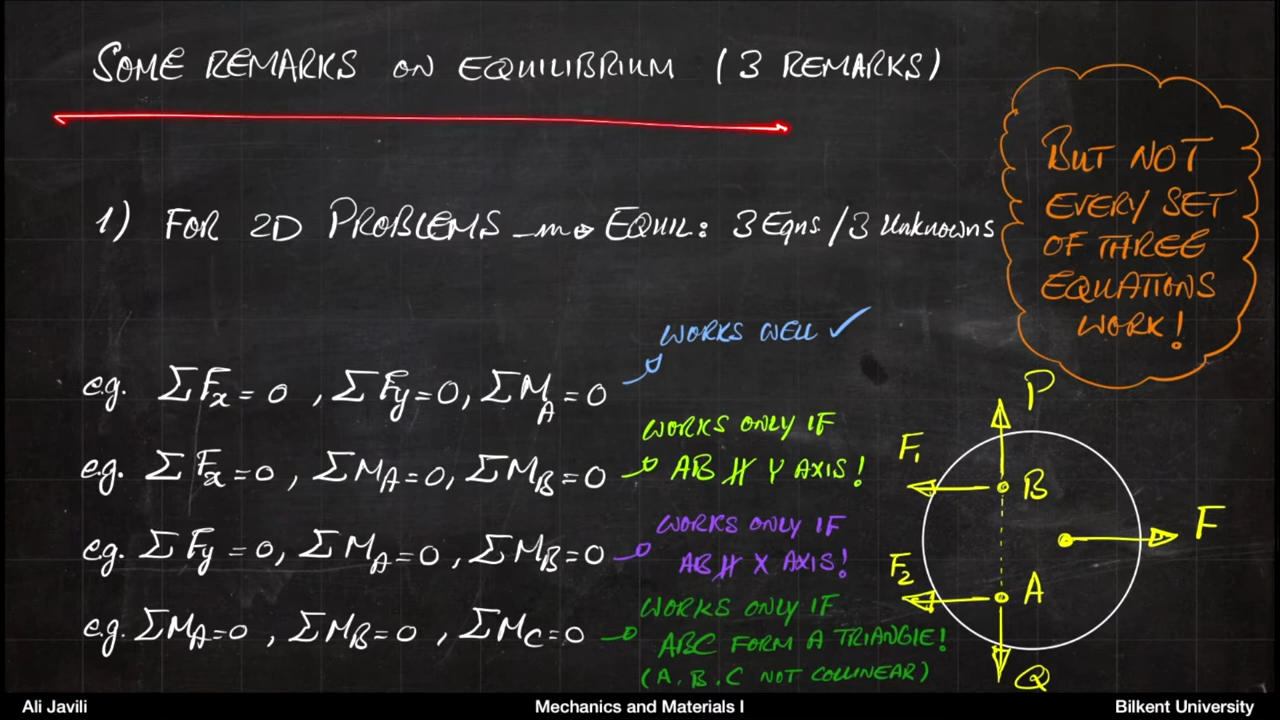 SOME REMARKS ON EQUILIBRIUM (3 REMARKS)
BUT NOT
EVERY SET
OF THREE
EQUATIONS
WORK!
1) FOR 2D PROBLEMS ⟿ EQUIL: 3 Eqns / 3 Unknowns
WORKS WELL ✓
e.g. ΣFx = 0 , ΣFy = 0, ΣMA = 0
WORKS ONLY IF
AB ∦ Y AXIS!
e.g. ΣFx = 0 , ΣMA = 0, ΣMB = 0
WORKS ONLY IF
AB ∦ X AXIS!
e.g. ΣFy = 0, ΣMA = 0 , ΣMB = 0
WORKS ONLY IF
ABC FORM A TRIANGLE!
(A, B, C NOT COLLINEAR)
e.g. ΣMA = 0 , ΣMB = 0 , ΣMC = 0
P
F1
B
F
F2
A
Q
Ali Javili
Mechanics and Materials I
Bilkent University